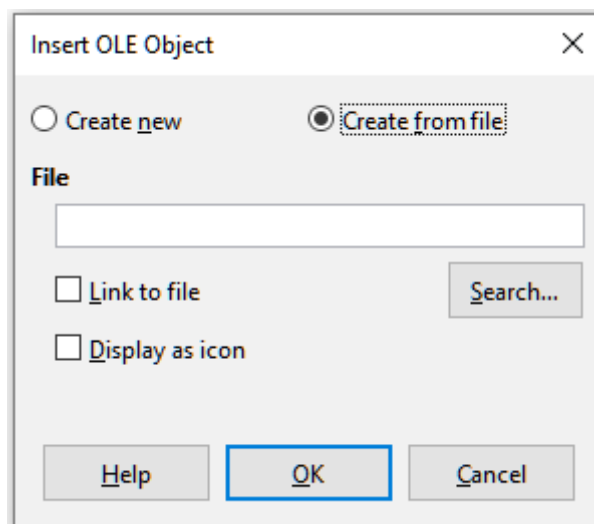 Insert OLE Object
Create new Create from file
File
Link to file Search...
Display as icon
Help OK Cancel